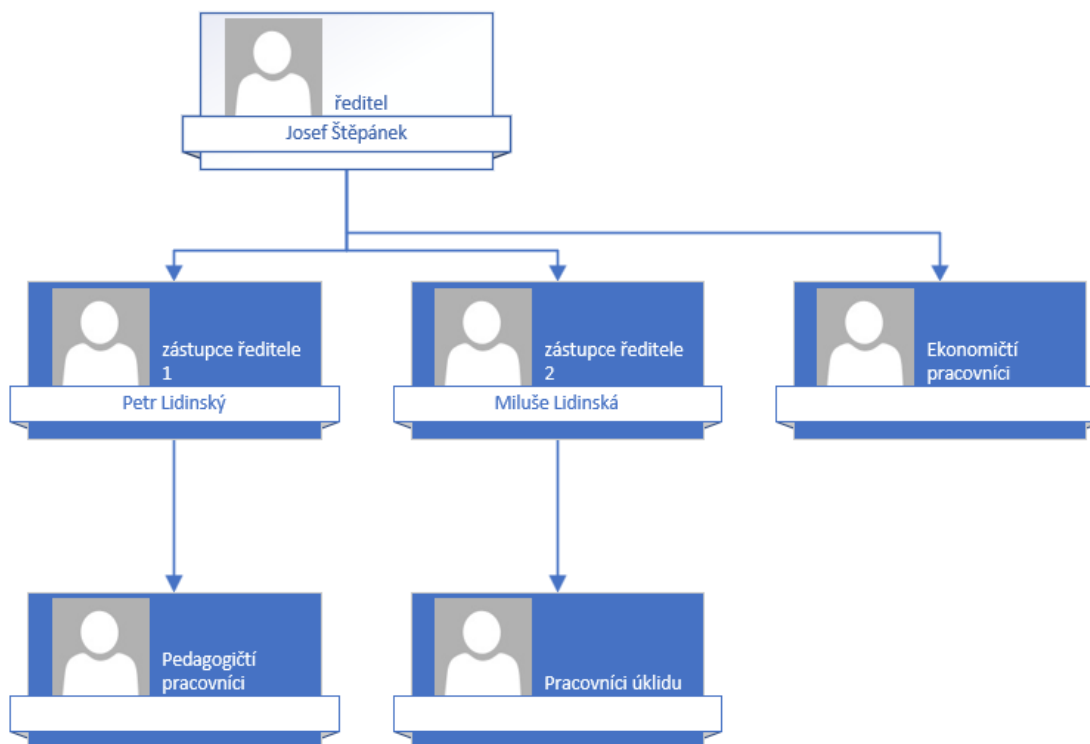 ředitel
Josef Štěpánek
zástupce ředitele
1
Petr Lidinský
zástupce ředitele
2
Miluše Lidinská
Ekonomičtí
pracovníci
Pedagogičtí
pracovníci
Pracovníci úklidu